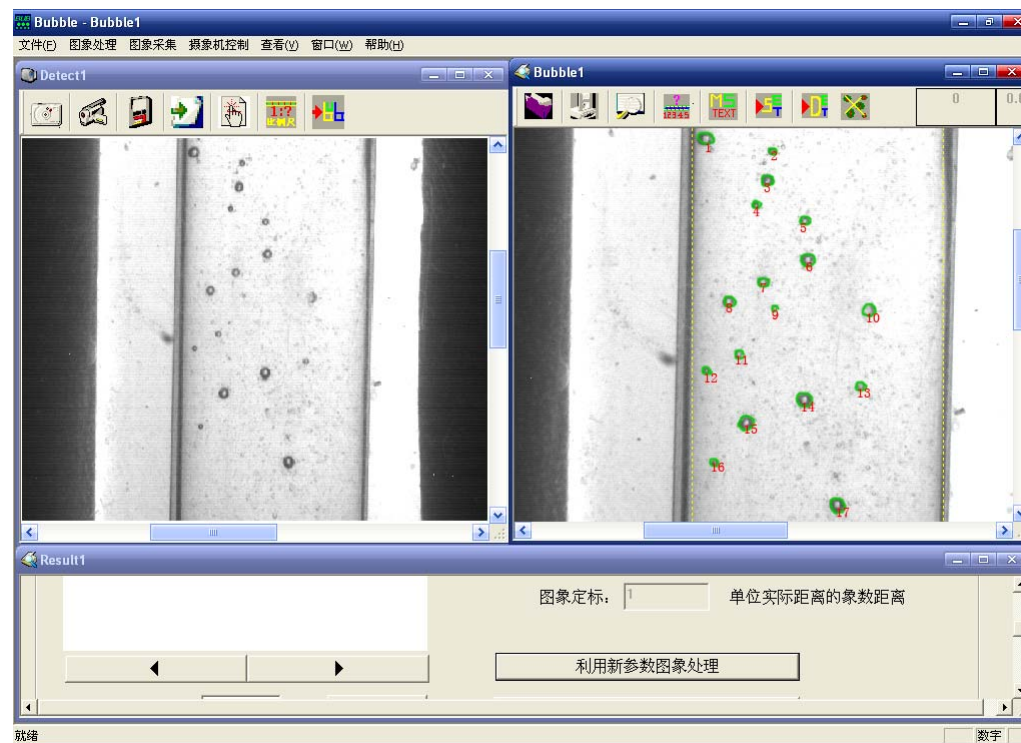 Bubble - Bubble1
文件(F) 图象处理 图象采集 摄象机控制 查看(V) 窗口(W) 帮助(H)
Detect1
1:?
Bubble1
?
12345
MS
TEXT
0
1
2
3
4
5
6
7
8
9
10
11
12
13
14
15
16
17
Result1
图象定标: 1 单位实际距离的象数距离
利用新参数图象处理
就绪
数字